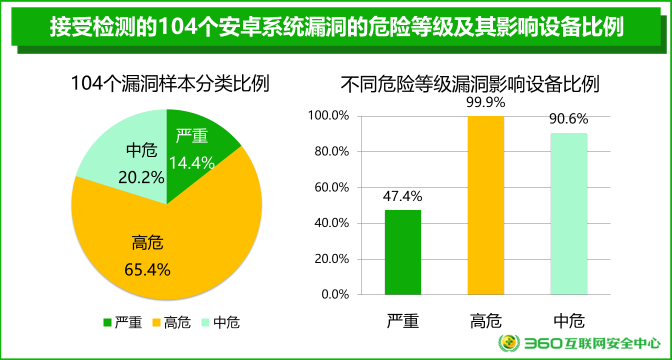 接受检测的104个安卓系统漏洞的危险等级及其影响设备比例
104个漏洞样本分类比例
严重
14.4%
中危
20.2%
高危
65.4%
严重 高危 中危
不同危险等级漏洞影响设备比例
100.0%
80.0%
60.0%
40.0%
20.0%
0.0%
47.4%
99.9%
90.6%
严重 高危 中危
360互联网安全中心